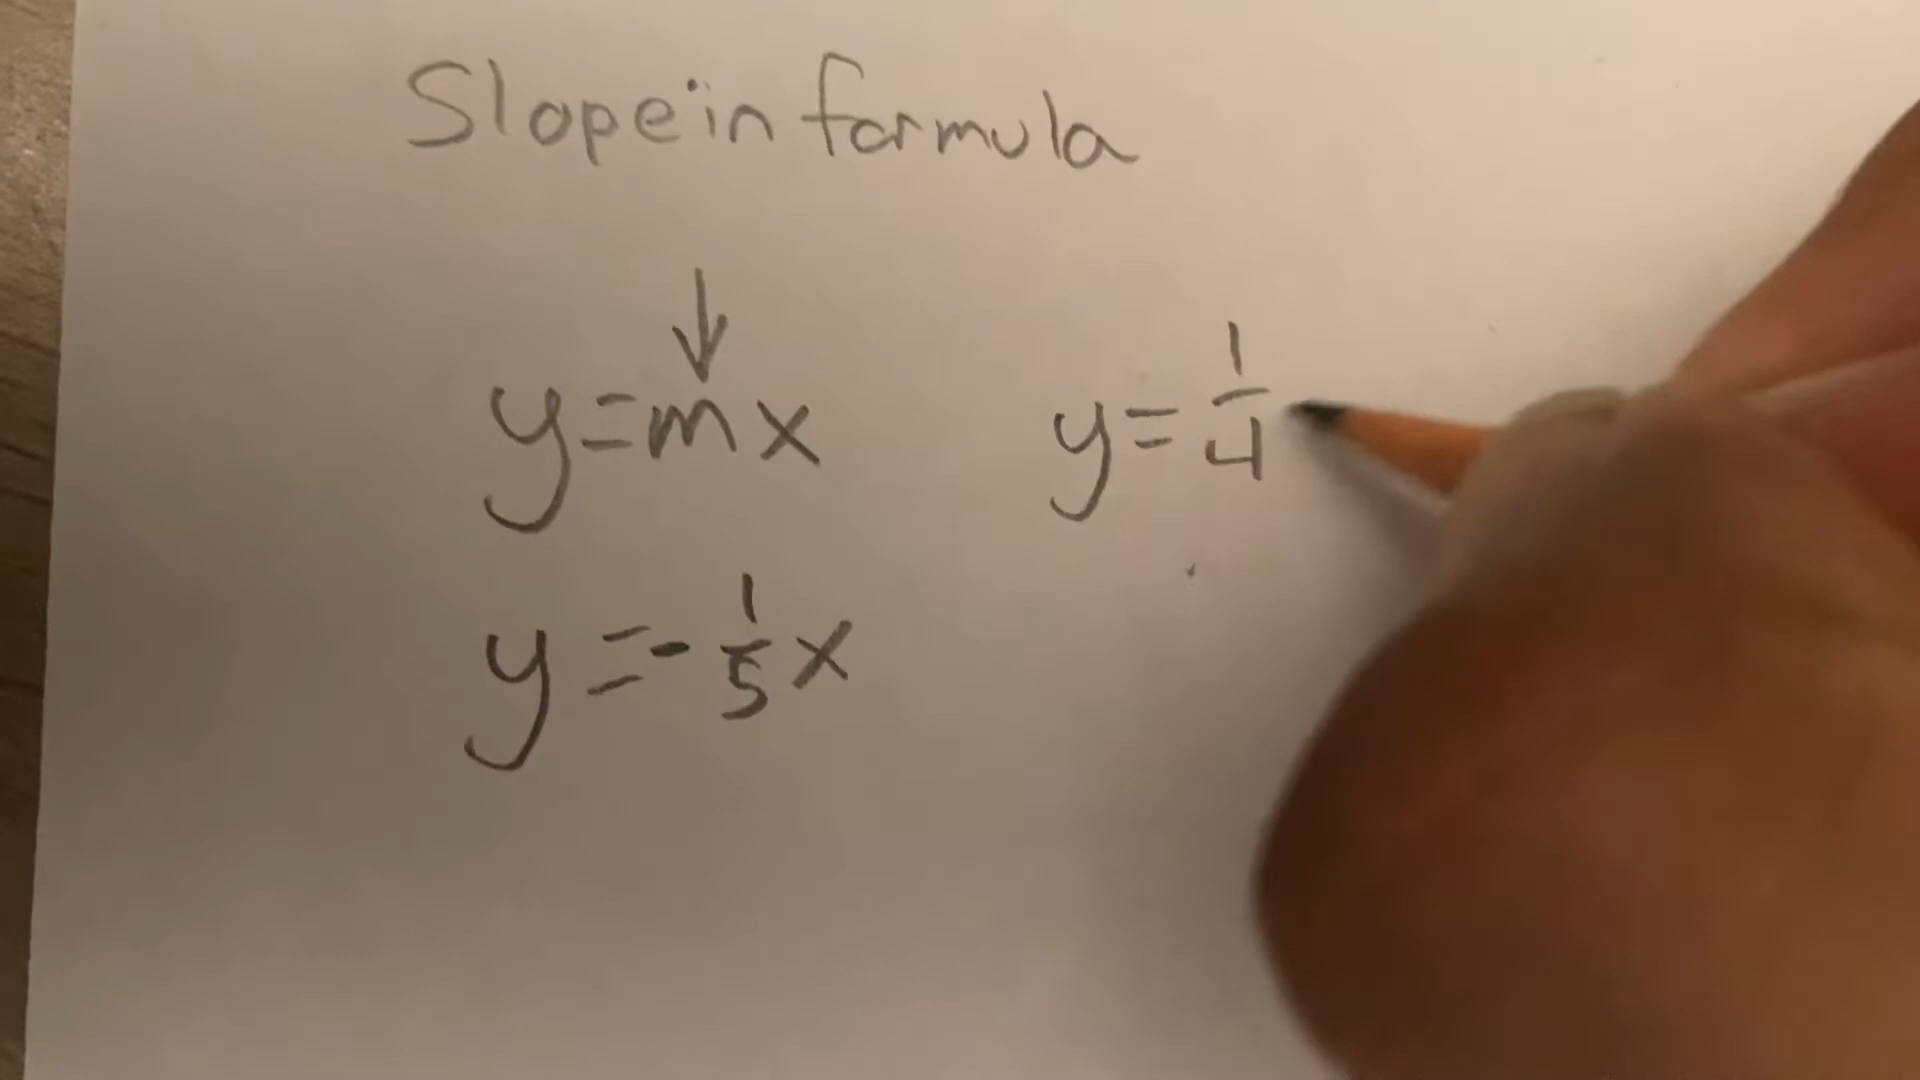 Slope in formula
y=mx
y=1/4
y=-1/5x